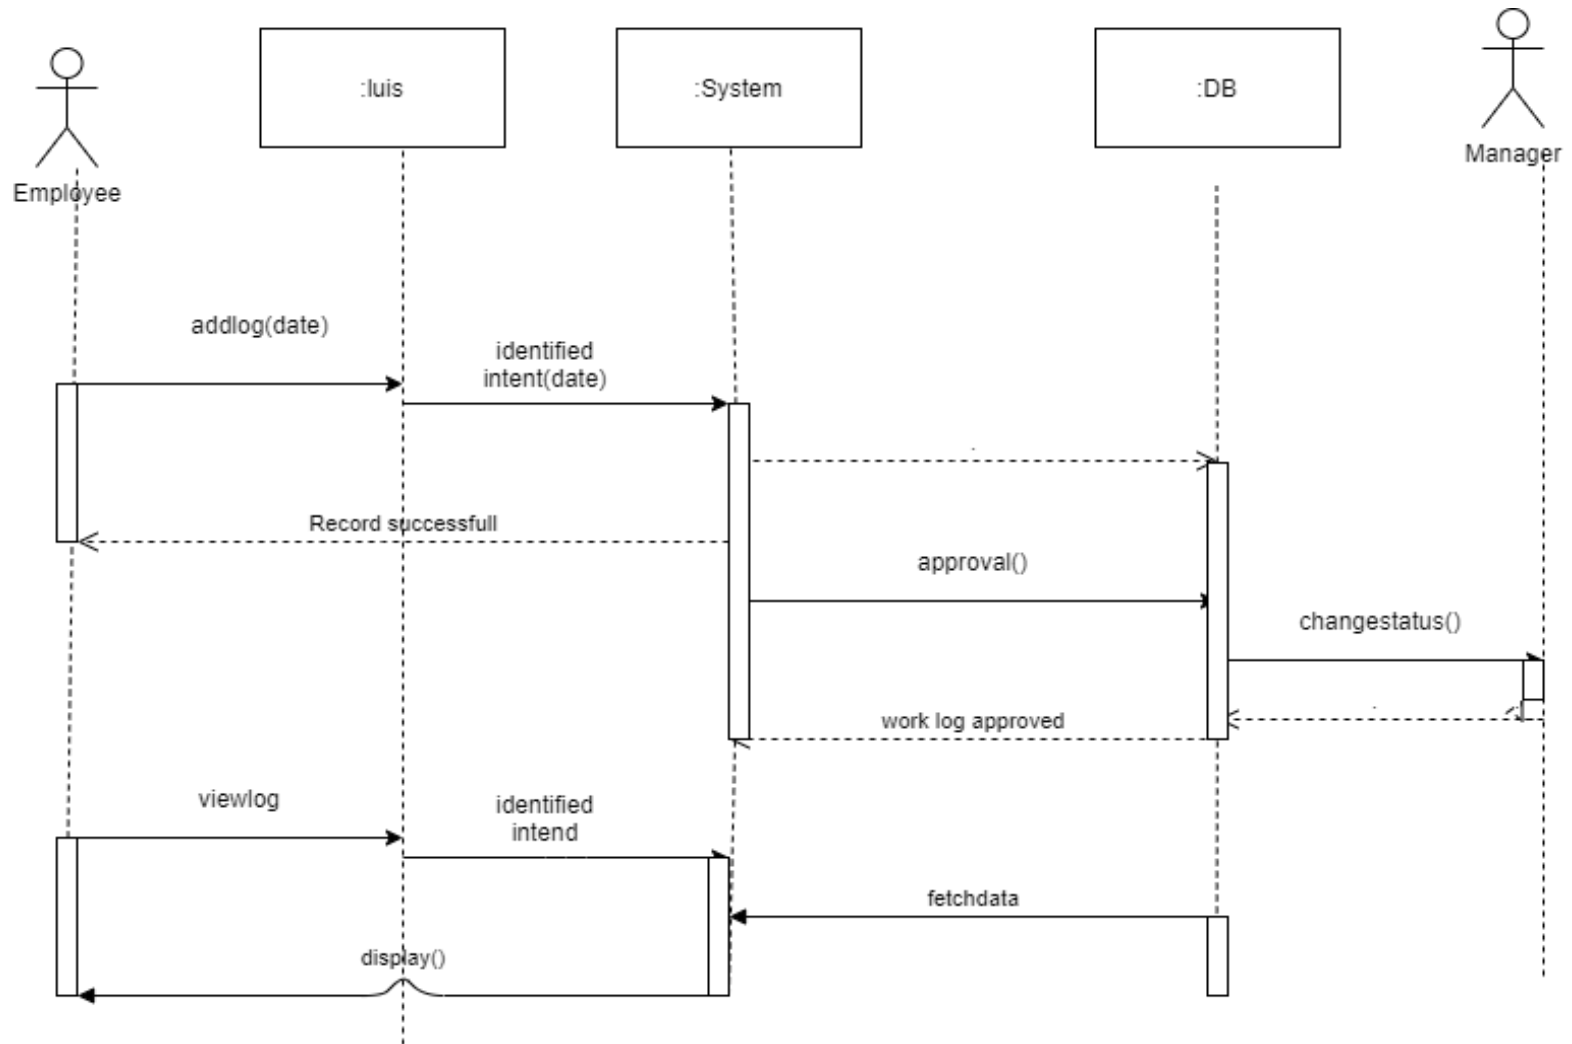 :luis
:System
:DB
Manager
Employee
addlog(date)
identified
intent(date)
Record successfull
approval()
changestatus()
work log approved
viewlog
identified
intend
fetchdata
display()